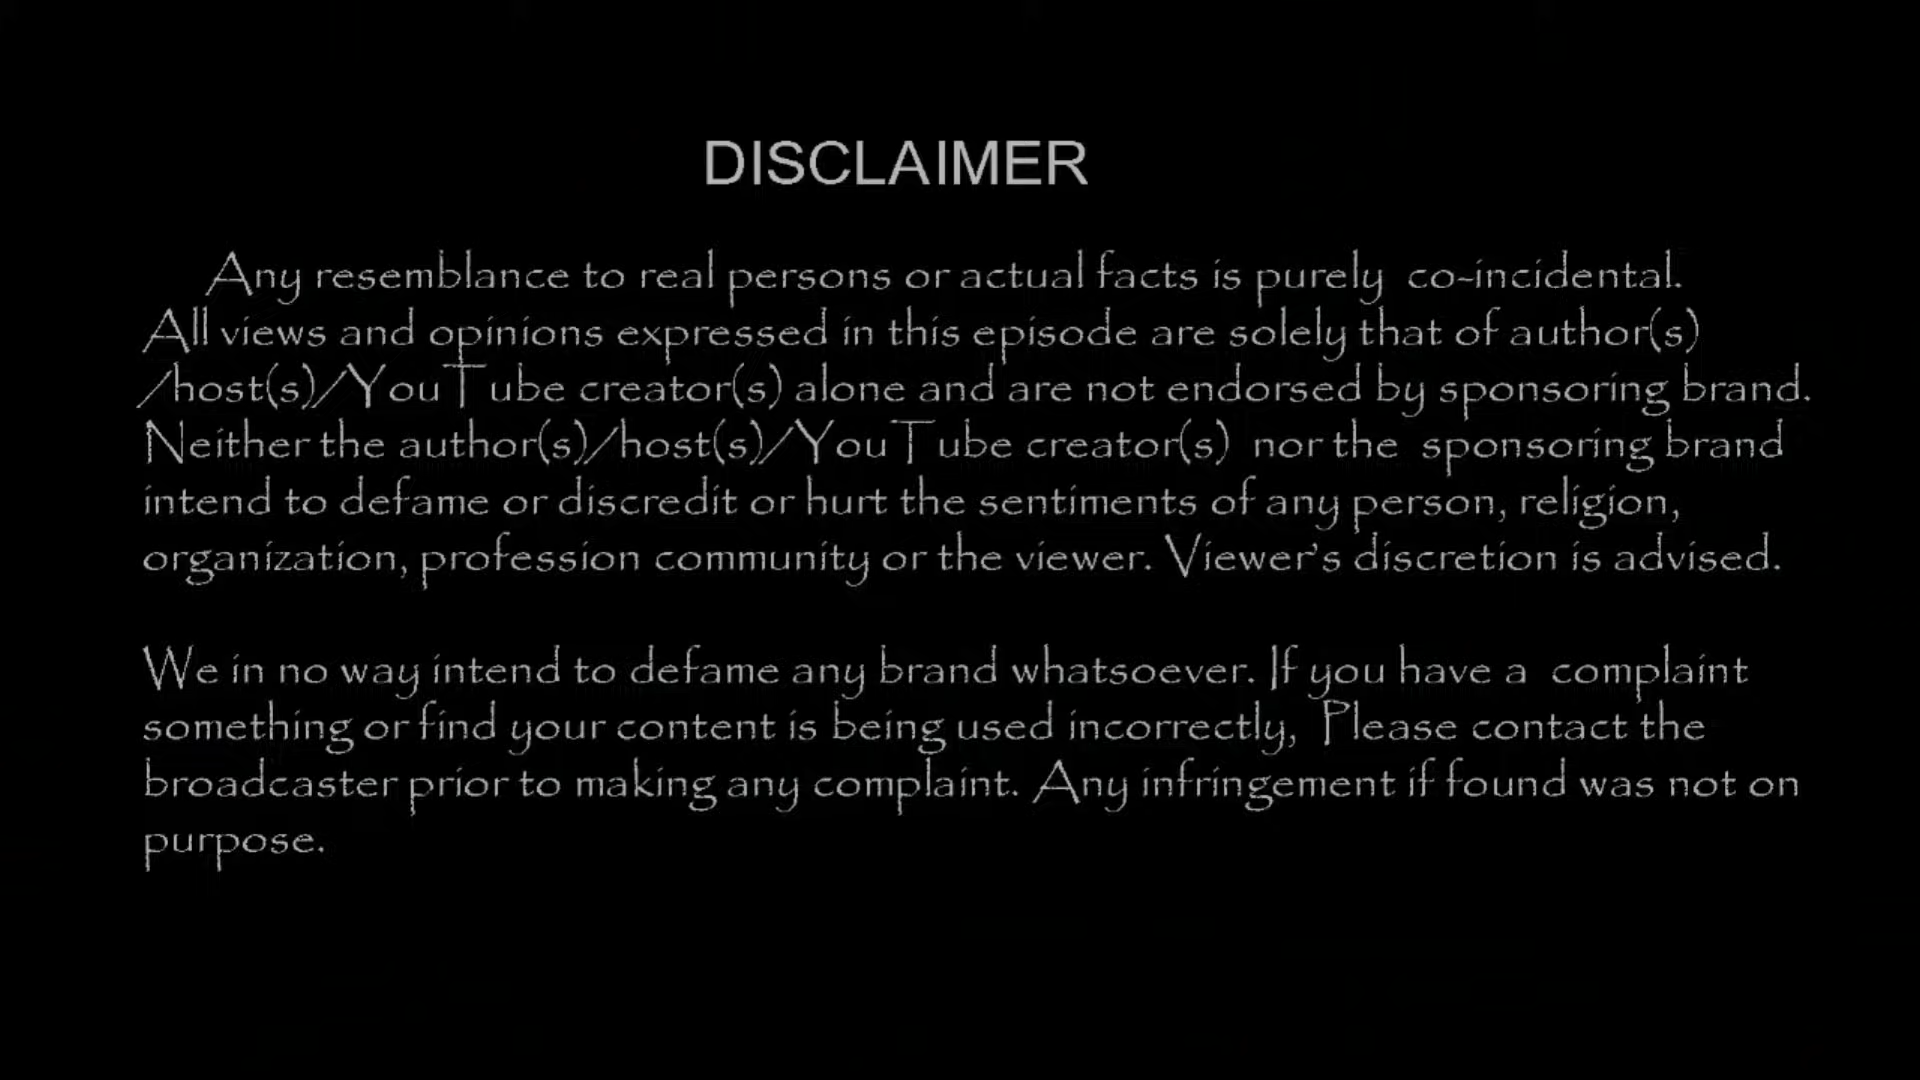 DISCLAIMER
Any resemblance to real persons or actual facts is purely co-incidental.
All views and opinions expressed in this episode are solely that of author(s)
/host(s)/YouTube creator(s) alone and are not endorsed by sponsoring brand.
Neither the author(s)/host(s)/YouTube creator(s) nor the sponsoring brand
intend to defame or discredit or hurt the sentiments of any person, religion,
organization, profession community or the viewer. Viewer's discretion is advised.
We in no way intend to defame any brand whatsoever. If you have a complaint
something or find your content is being used incorrectly, Please contact the
broadcaster prior to making any complaint. Any infringement if found was not on
purpose.